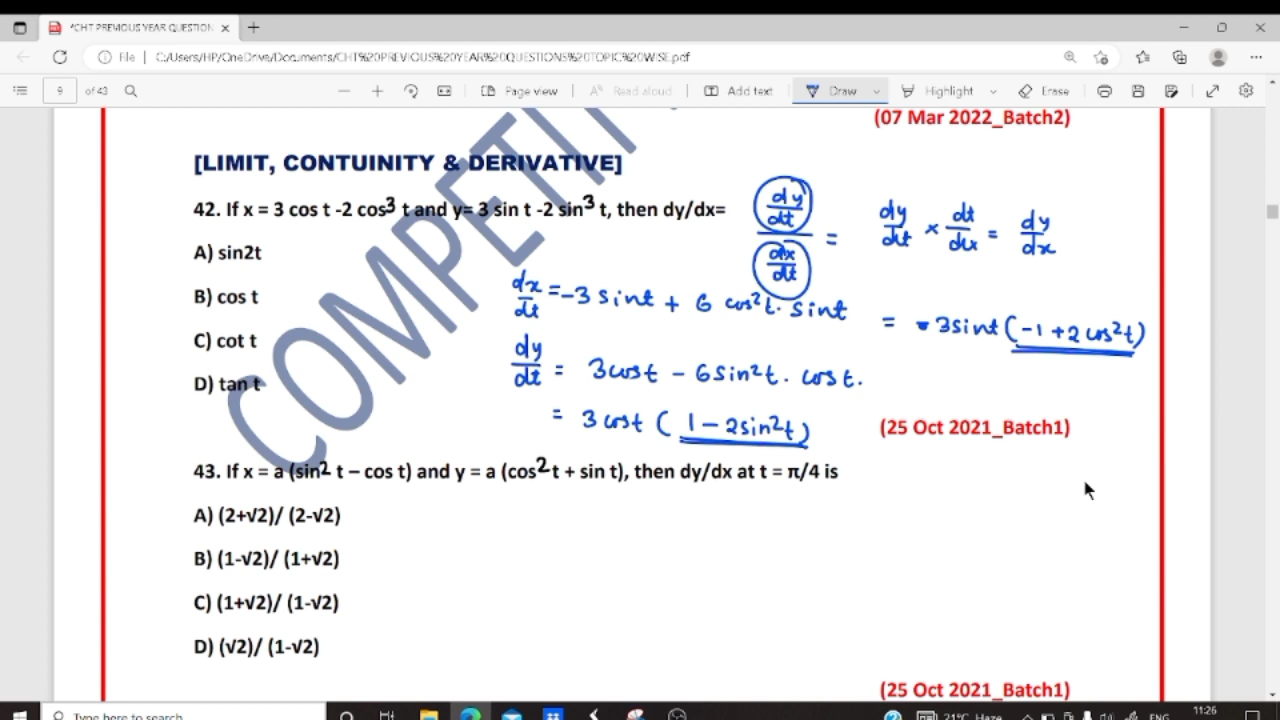 *CHT PREVIOUS YEAR QUESTION
File | C:/Users/HP/OneDrive/Documents/CHT%20PREVIOUS%20YEAR%20QUESTIONS%20TOPIC%20WISE.pdf
9 of 43 Page view Read aloud Add text Draw Highlight Erase
COMPETIT
(07 Mar 2022_Batch2)
[LIMIT, CONTUINITY & DERIVATIVE]
42. If x = 3 cos t -2 cos³ t and y= 3 sin t -2 sin³ t, then dy/dx=
(dy/dt)/(dx/dt) = dy/dt × dt/dx = dy/dx
A) sin2t
B) cos t
dx/dt = -3 sint + 6 cos²t. sint = 3sint (-1 + 2 cos²t)
C) cot t
dy/dt = 3cost - 6sin²t. cost.
D) tan t
= 3 cost (1 - 2sin²t)
(25 Oct 2021_Batch1)
43. If x = a (sin² t – cos t) and y = a (cos²t + sin t), then dy/dx at t = π/4 is
A) (2+√2)/ (2-√2)
B) (1-√2)/ (1+√2)
C) (1+√2)/ (1-√2)
D) (√2)/ (1-√2)
(25 Oct 2021_Batch1)
Type here to search
21°C Haze ENG 11:26